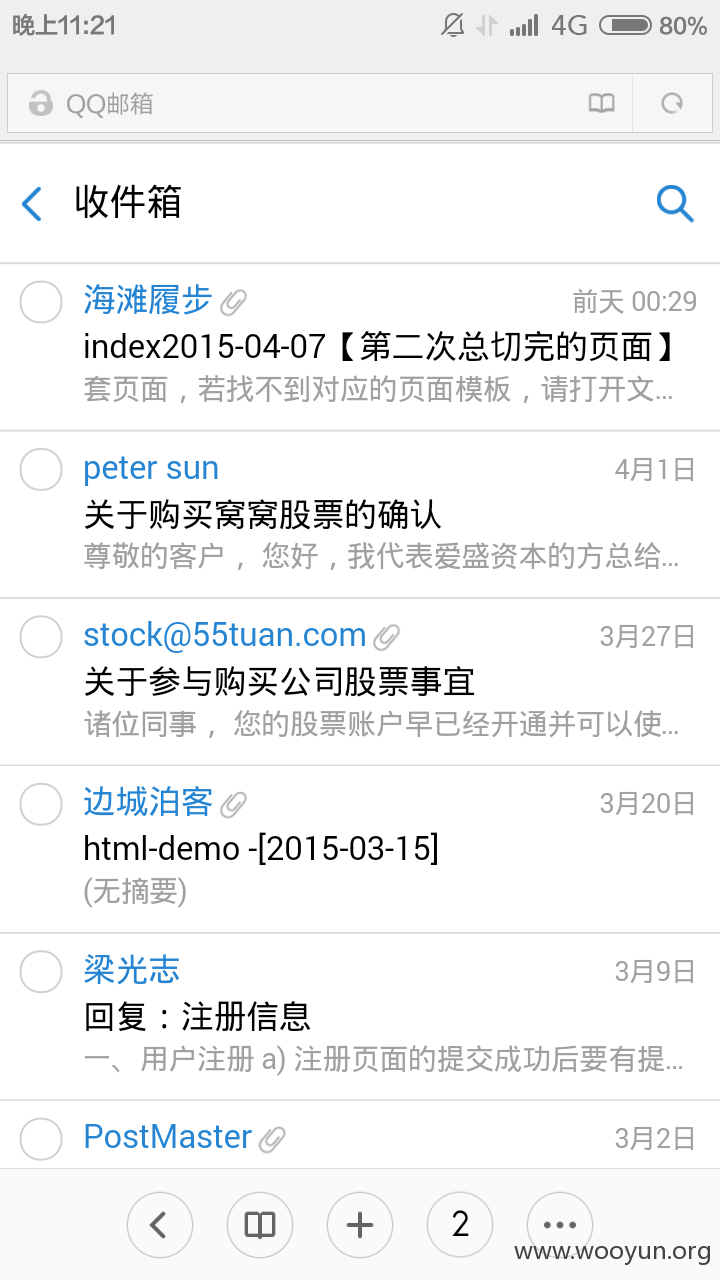 晚上11:21 4G 80%
QQ邮箱
收件箱
海滩履步 前天 00:29
index2015-04-07【第二次总切完的页面】
套页面，若找不到对应的页面模板，请打开文...
peter sun 4月1日
关于购买窝窝股票的确认
尊敬的客户， 您好，我代表爱盛资本的方总给...
stock@55tuan.com 3月27日
关于参与购买公司股票事宜
诸位同事， 您的股票账户早已经开通并可以使...
边城泊客 3月20日
html-demo -[2015-03-15]
(无摘要)
梁光志 3月9日
回复：注册信息
一、用户注册 a) 注册页面的提交成功后要有提...
PostMaster 3月2日
2
www.wooyun.org